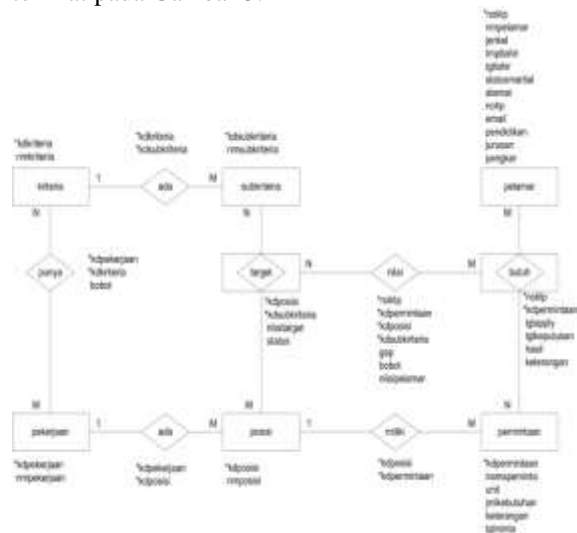 *noktp
nmpelamar
jenkel
tmplahir
tgllahir
statusmarital
alamat
notlp
email
pendidikan
jurusan
*kdkriteria
nmkriteria
*kdkriteria
*kdsubkriteria
*kdsubkriteria
nmsubkriteria
kriteria
1
ada
M
subkriteria
pelamar
N
N
M
punya
*kdpekerjaan
*kdkriteria
bobot
target
N
nilai
M
butuh
*kdposisi
*kdsubkriteria
nilaitarget
status
*noktp
*kdpermintaan
*kdposisi
*kdsubkriteria
gap
bobot
nilaipelamar
*noktp
*kdpermintaan
tglapply
tglkeputusan
hasil
keterangan
M
M
N
pekerjaan
1
ada
M
posisi
1
miliki
M
permintaan
*kdpekerjaan
nmpekerjaan
*kdpekerjaan
*kdposisi
*kdposisi
nmposisi
*kdposisi
*kdpermintaan
*kdpermintaan
namapeminta
unit
jmlkebutuhan
keterangan